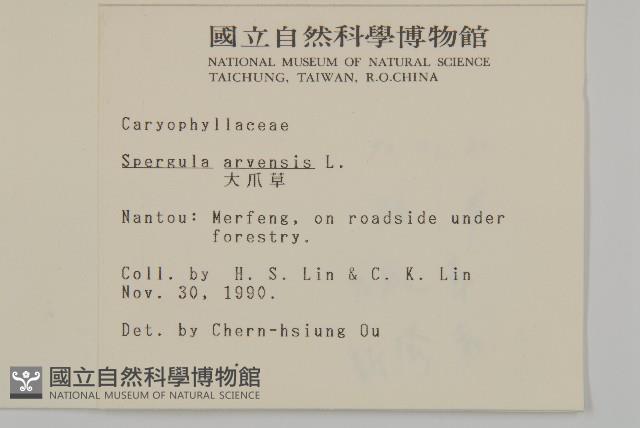 國立自然科學博物館
NATIONAL MUSEUM OF NATURAL SCIENCE
TAICHUNG, TAIWAN, R.O.CHINA
Caryophyllaceae
Spergula arvensis L.
大爪草
Nantou: Merfeng, on roadside under
forestry.
Coll. by H. S. Lin & C. K. Lin
Nov. 30, 1990.
Det. by Chern-hsiung Ou
國立自然科學博物館
NATIONAL MUSEUM OF NATURAL SCIENCE